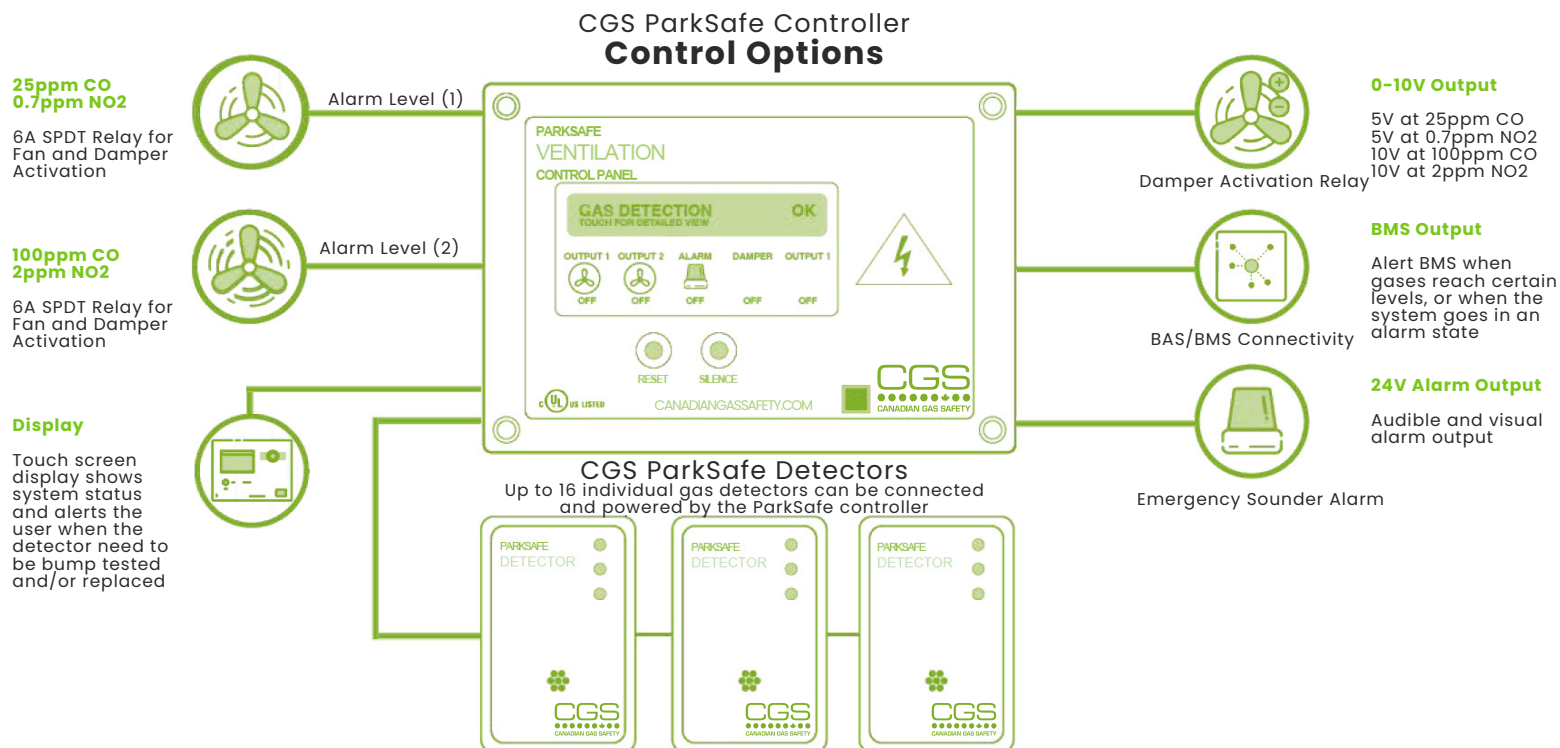 CGS ParkSafe Controller
Control Options
25ppm CO
0.7ppm NO2
6A SPDT Relay for
Fan and Damper
Activation
Alarm Level (1)
100ppm CO
2ppm NO2
6A SPDT Relay for
Fan and Damper
Activation
Alarm Level (2)
Display
Touch screen
display shows
system status
and alerts the
user when the
detector need to
be bump tested
and/or replaced
PARKSAFE
VENTILATION
CONTROL PANEL
GAS DETECTION OK
TOUCH FOR DETAILED VIEW
OUTPUT 1 OUTPUT 2 ALARM DAMPER OUTPUT 1
OFF OFF OFF OFF OFF
RESET SILENCE
C UL US LISTED
CANADIANGASSAFETY.COM
CGS
CANADIAN GAS SAFETY
Damper Activation Relay
0-10V Output
5V at 25ppm CO
5V at 0.7ppm NO2
10V at 100ppm CO
10V at 2ppm NO2
BAS/BMS Connectivity
BMS Output
Alert BMS when
gases reach certain
levels, or when the
system goes in an
alarm state
Emergency Sounder Alarm
24V Alarm Output
Audible and visual
alarm output
CGS ParkSafe Detectors
Up to 16 individual gas detectors can be connected
and powered by the ParkSafe controller
PARKSAFE
DETECTOR
CGS
CANADIAN GAS SAFETY
PARKSAFE
DETECTOR
CGS
CANADIAN GAS SAFETY
PARKSAFE
DETECTOR
CGS
CANADIAN GAS SAFETY